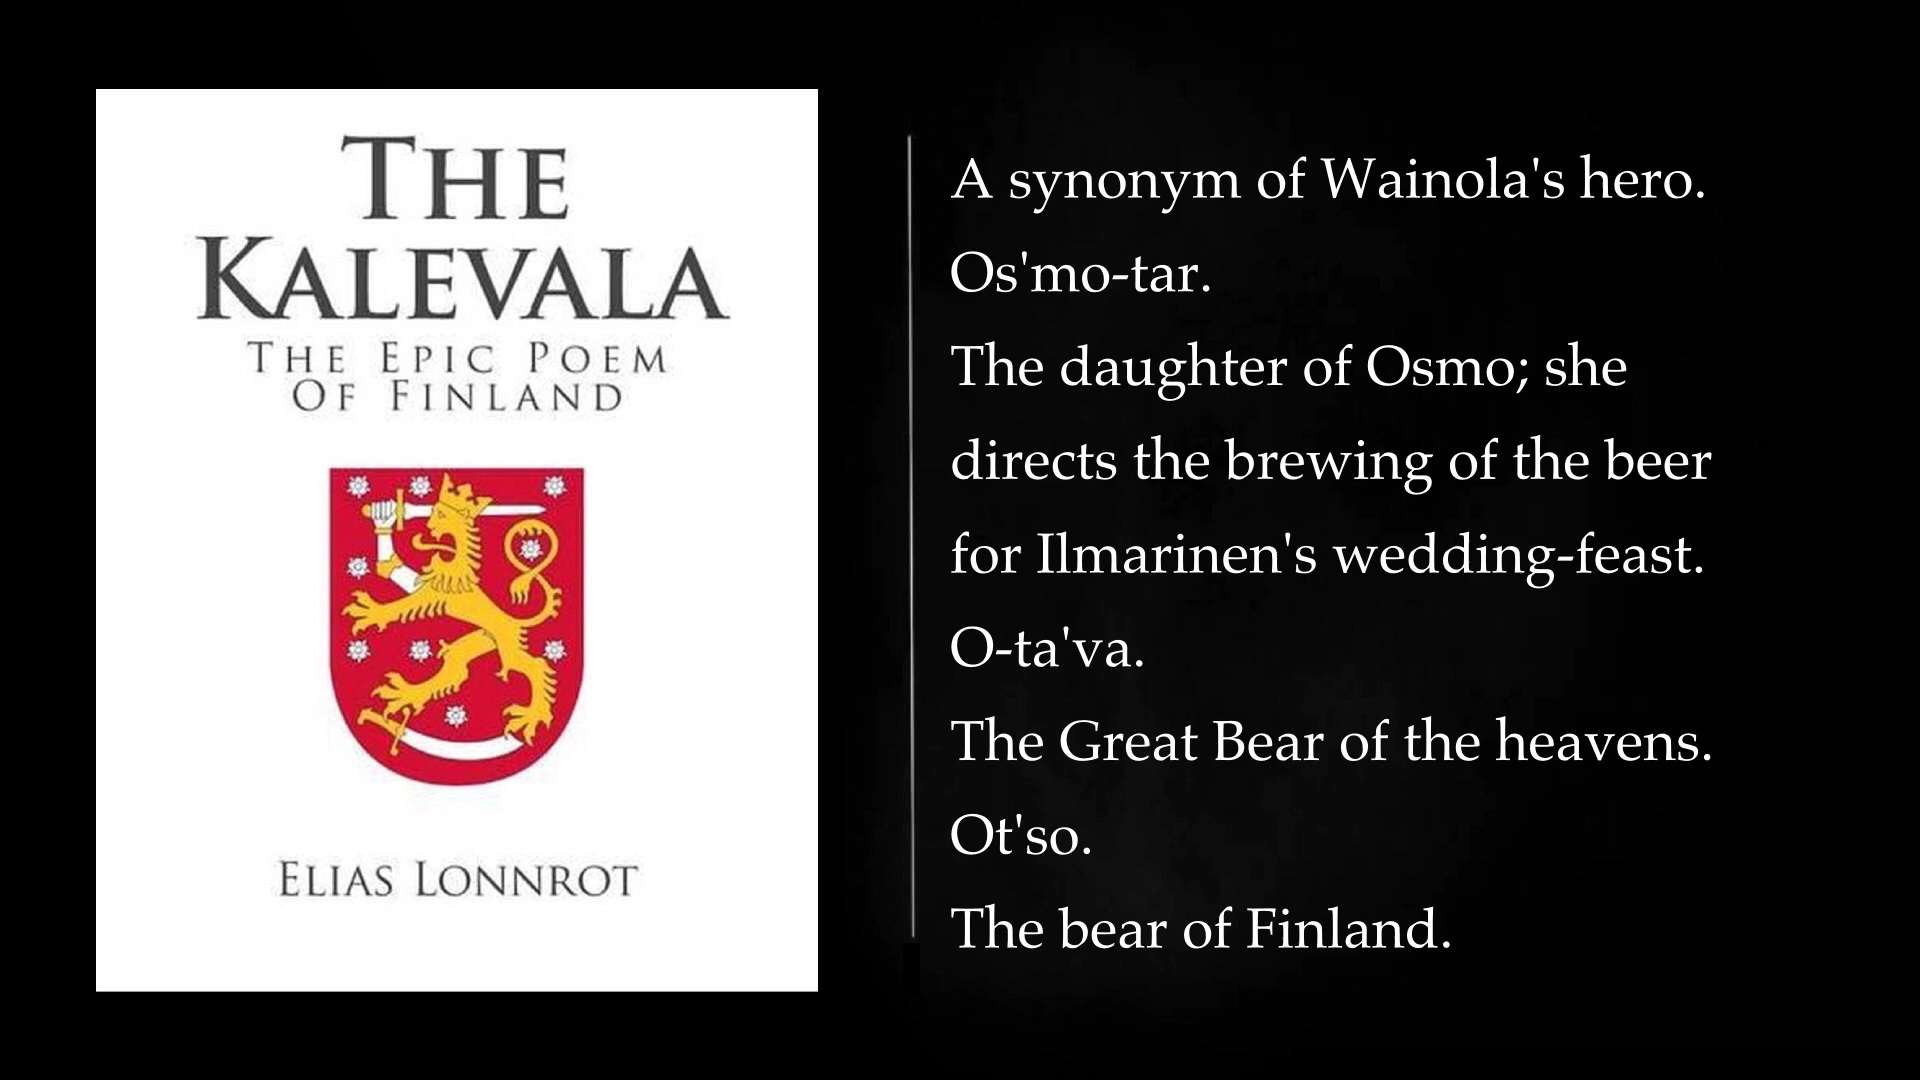 THE
KALEVALA
THE EPIC POEM
OF FINLAND
ELIAS LONNROT
A synonym of Wainola's hero.
Os'mo-tar.
The daughter of Osmo; she
directs the brewing of the beer
for Ilmarinen's wedding-feast.
O-ta'va.
The Great Bear of the heavens.
Ot'so.
The bear of Finland.